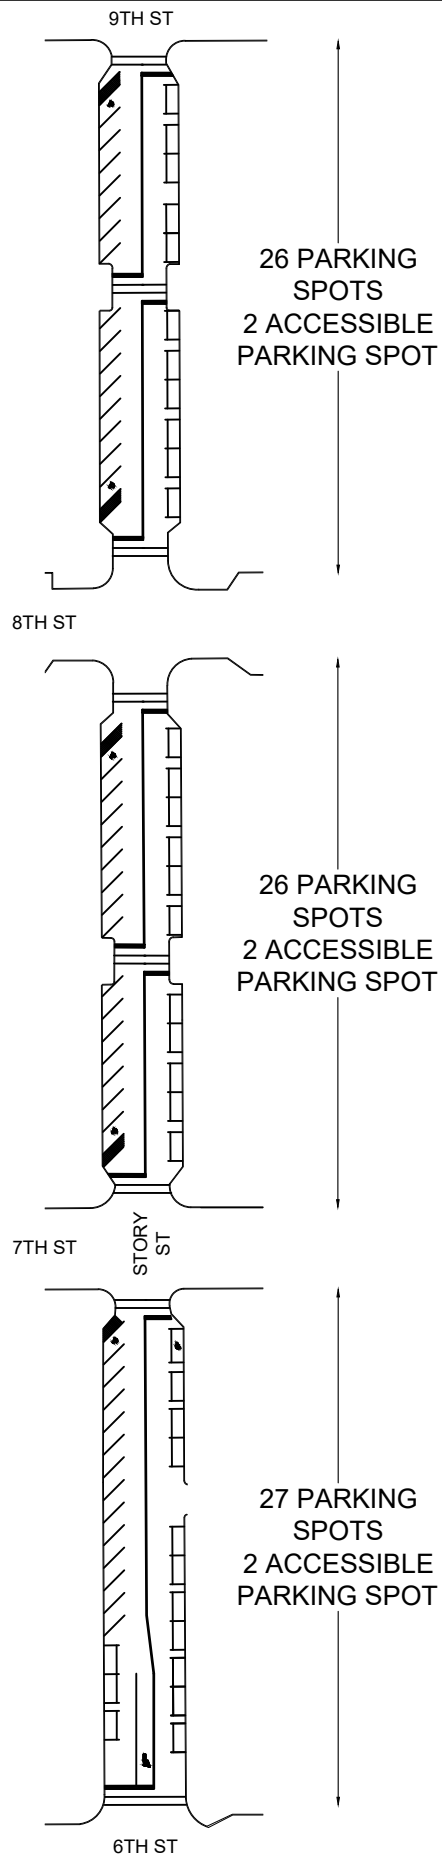 9TH ST
26 PARKING
SPOTS
2 ACCESSIBLE
PARKING SPOT
8TH ST
26 PARKING
SPOTS
2 ACCESSIBLE
PARKING SPOT
7TH ST
STORY
ST
27 PARKING
SPOTS
2 ACCESSIBLE
PARKING SPOT
6TH ST